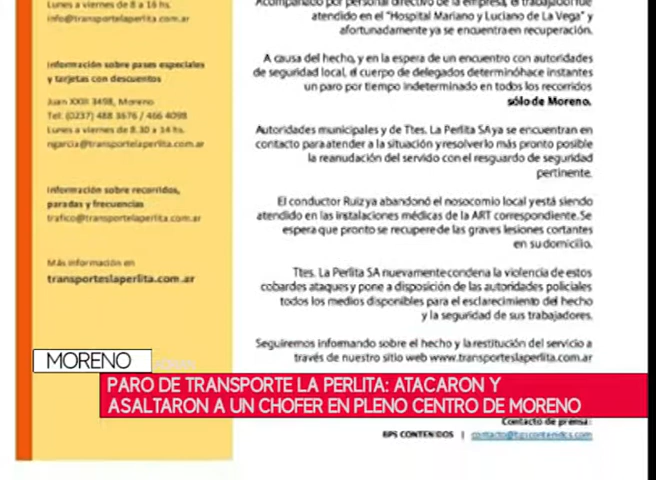 Lunes a viernes de 8 a 16 hs.
info@transportelaperlita.com.ar
Información sobre pases especiales
y tarjetas con descuentos
Juan XXIII 3498, Moreno
Tel: (0237) 488 3676 / 466 4098
Lunes a viernes de 8.30 a 14 hs.
ngarcia@transportelaperlita.com.ar
Información sobre recorridos,
paradas y frecuencias
trafico@transportelaperlita.com.ar
Más información en
transporteslaperlita.com.ar
Acompañado por personal directivo de la empresa, el trabajador fue
atendido en el "Hospital Mariano y Luciano de La Vega" y
afortunadamente ya se encuentra en recuperación.
A causa del hecho, y en la espera de un encuentro con autoridades
de seguridad local, el cuerpo de delegados determinóhace instantes
un paro por tiempo indeterminado en todos los recorridos
sólo de Moreno.
Autoridades municipales y de Ttes. La Perlita SA ya se encuentran en
contacto para atender a la situación y resolverlo más pronto posible
la reanudación del servicio con el resguardo de seguridad
pertinente.
El conductor Ruiz ya abandonó el nosocomio local y está siendo
atendido en las instalaciones médicas de la ART correspondiente. Se
espera que pronto se recupere de las graves lesiones cortantes
en su domicilio.
Ttes. La Perlita SA nuevamente condena la violencia de estos
cobardes ataques y pone a disposición de las autoridades policiales
todos los medios disponibles para el esclarecimiento del hecho
y la seguridad de sus trabajadores.
Seguiremos informando sobre el hecho y la restitución del servicio a
través de nuestro sitio web www.transporteslaperlita.com.ar
MORENO
PARO DE TRANSPORTE LA PERLITA: ATACARON Y
ASALTARON A UN CHOFER EN PLENO CENTRO DE MORENO
Contacto de prensa:
BPS CONTENIDOS | contacto@bpscontenidos.com